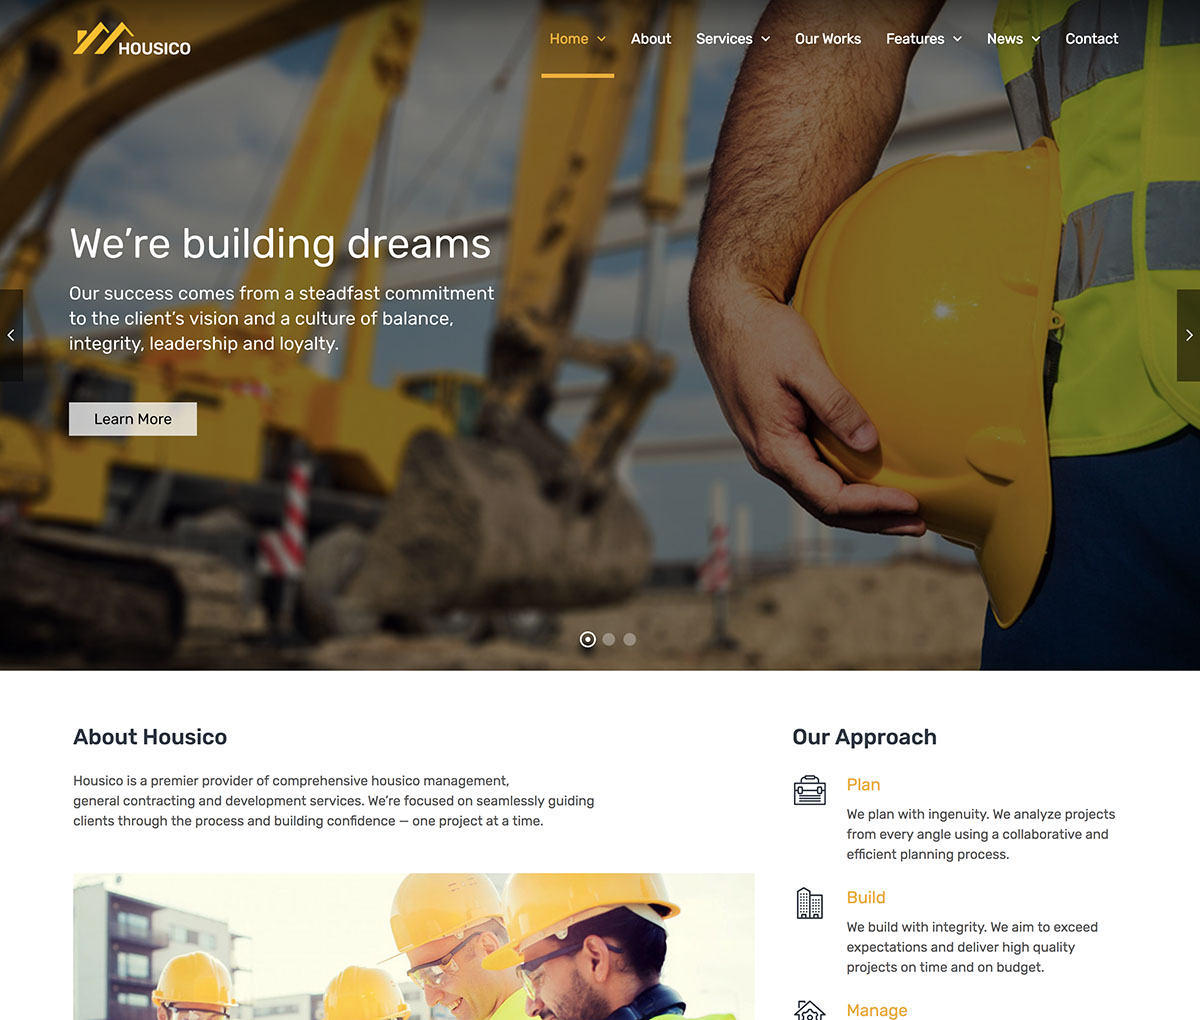 HOUSICO
Home About Services Our Works Features News Contact
We’re building dreams
Our success comes from a steadfast commitment
to the client’s vision and a culture of balance,
integrity, leadership and loyalty.
Learn More
About Housico
Housico is a premier provider of comprehensive housico management,
general contracting and development services. We’re focused on seamlessly guiding
clients through the process and building confidence — one project at a time.
Our Approach
Plan
We plan with ingenuity. We analyze projects
from every angle using a collaborative and
efficient planning process.
Build
We build with integrity. We aim to exceed
expectations and deliver high quality
projects on time and on budget.
Manage